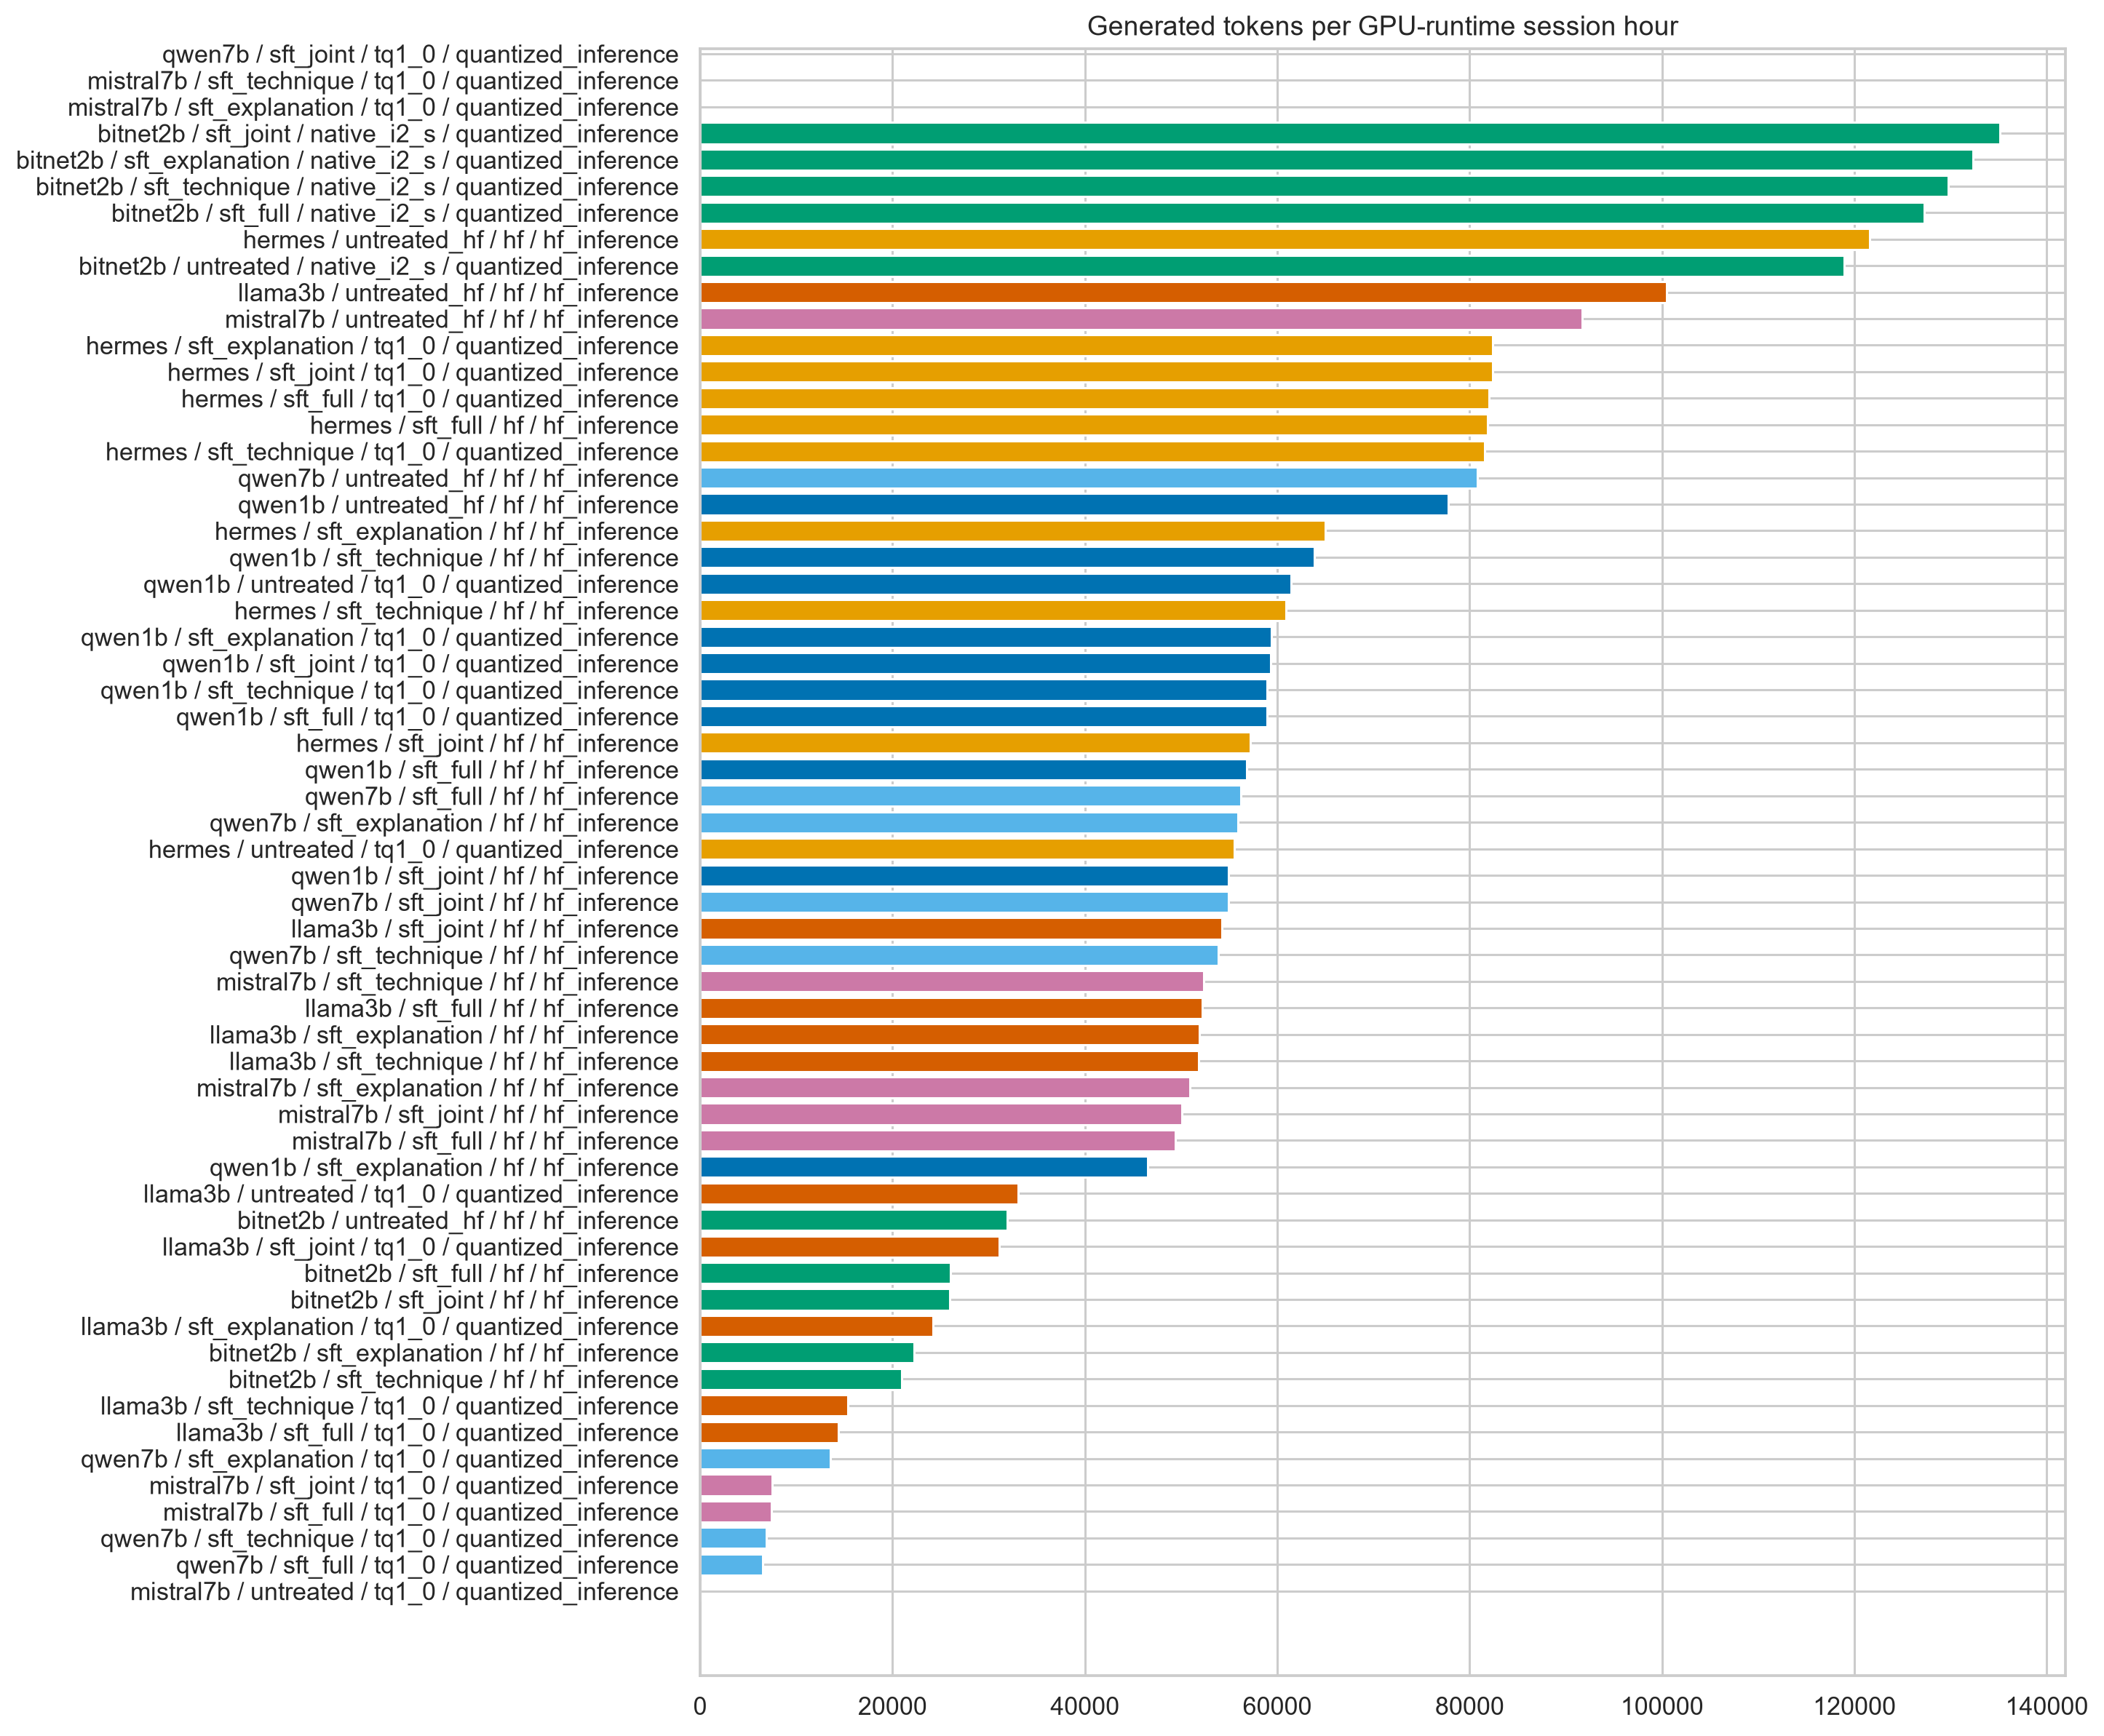 Generated tokens per GPU-runtime session hour
qwen7b / sft_joint / tq1_0 / quantized_inference
mistral7b / sft_technique / tq1_0 / quantized_inference
mistral7b / sft_explanation / tq1_0 / quantized_inference
bitnet2b / sft_joint / native_i2_s / quantized_inference
bitnet2b / sft_explanation / native_i2_s / quantized_inference
bitnet2b / sft_technique / native_i2_s / quantized_inference
bitnet2b / sft_full / native_i2_s / quantized_inference
hermes / untreated_hf / hf / hf_inference
bitnet2b / untreated / native_i2_s / quantized_inference
llama3b / untreated_hf / hf / hf_inference
mistral7b / untreated_hf / hf / hf_inference
hermes / sft_explanation / tq1_0 / quantized_inference
hermes / sft_joint / tq1_0 / quantized_inference
hermes / sft_full / tq1_0 / quantized_inference
hermes / sft_full / hf / hf_inference
hermes / sft_technique / tq1_0 / quantized_inference
qwen7b / untreated_hf / hf / hf_inference
qwen1b / untreated_hf / hf / hf_inference
hermes / sft_explanation / hf / hf_inference
qwen1b / sft_technique / hf / hf_inference
qwen1b / untreated / tq1_0 / quantized_inference
hermes / sft_technique / hf / hf_inference
qwen1b / sft_explanation / tq1_0 / quantized_inference
qwen1b / sft_joint / tq1_0 / quantized_inference
qwen1b / sft_technique / tq1_0 / quantized_inference
qwen1b / sft_full / tq1_0 / quantized_inference
hermes / sft_joint / hf / hf_inference
qwen1b / sft_full / hf / hf_inference
qwen7b / sft_full / hf / hf_inference
qwen7b / sft_explanation / hf / hf_inference
hermes / untreated / tq1_0 / quantized_inference
qwen1b / sft_joint / hf / hf_inference
qwen7b / sft_joint / hf / hf_inference
llama3b / sft_joint / hf / hf_inference
qwen7b / sft_technique / hf / hf_inference
mistral7b / sft_technique / hf / hf_inference
llama3b / sft_full / hf / hf_inference
llama3b / sft_explanation / hf / hf_inference
llama3b / sft_technique / hf / hf_inference
mistral7b / sft_explanation / hf / hf_inference
mistral7b / sft_joint / hf / hf_inference
mistral7b / sft_full / hf / hf_inference
qwen1b / sft_explanation / hf / hf_inference
llama3b / untreated / tq1_0 / quantized_inference
bitnet2b / untreated_hf / hf / hf_inference
llama3b / sft_joint / tq1_0 / quantized_inference
bitnet2b / sft_full / hf / hf_inference
bitnet2b / sft_joint / hf / hf_inference
llama3b / sft_explanation / tq1_0 / quantized_inference
bitnet2b / sft_explanation / hf / hf_inference
bitnet2b / sft_technique / hf / hf_inference
llama3b / sft_technique / tq1_0 / quantized_inference
llama3b / sft_full / tq1_0 / quantized_inference
qwen7b / sft_explanation / tq1_0 / quantized_inference
mistral7b / sft_joint / tq1_0 / quantized_inference
mistral7b / sft_full / tq1_0 / quantized_inference
qwen7b / sft_technique / tq1_0 / quantized_inference
qwen7b / sft_full / tq1_0 / quantized_inference
mistral7b / untreated / tq1_0 / quantized_inference
0 20000 40000 60000 80000 100000 120000 140000